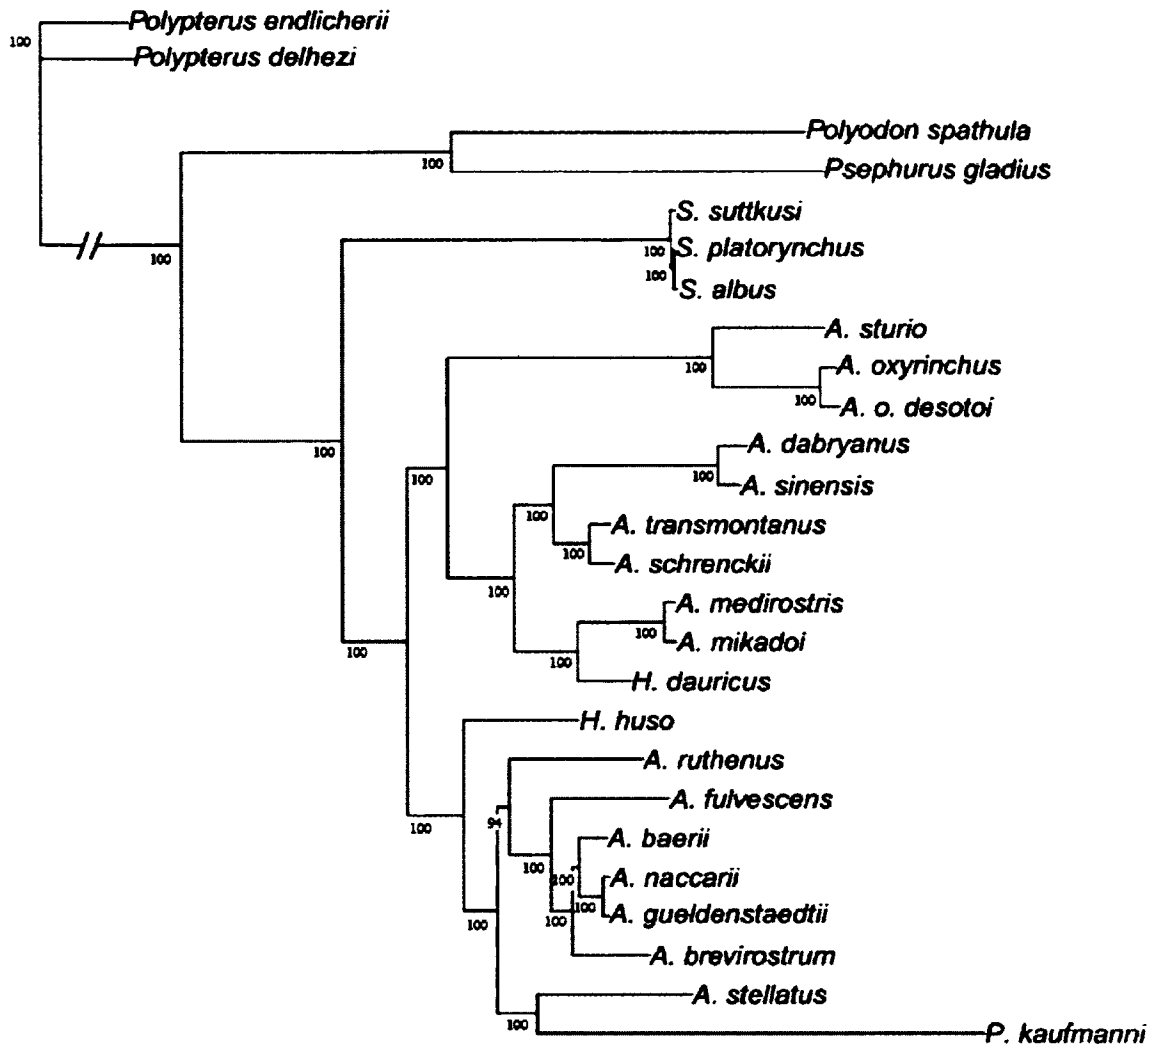 Polypterus endlicherii
100
Polypterus delhezi
Polyodon spathula
100
Psephurus gladius
S. suttkusi
100
S. platorynchus
100
100
S. albus
A. sturio
100
A. oxyrinchus
100
A. o. desotoi
A. dabryanus
100
100
100
A. sinensis
100
A. transmontanus
100
A. schrenckii
100
A. medirostris
100
A. mikadoi
100
100
H. dauricus
H. huso
A. ruthenus
A. fulvescens
94
100
A. baerii
100
A. naccarii
100
100
A. gueldenstaedtii
100
100
A. brevirostrum
A. stellatus
100
P. kaufmanni